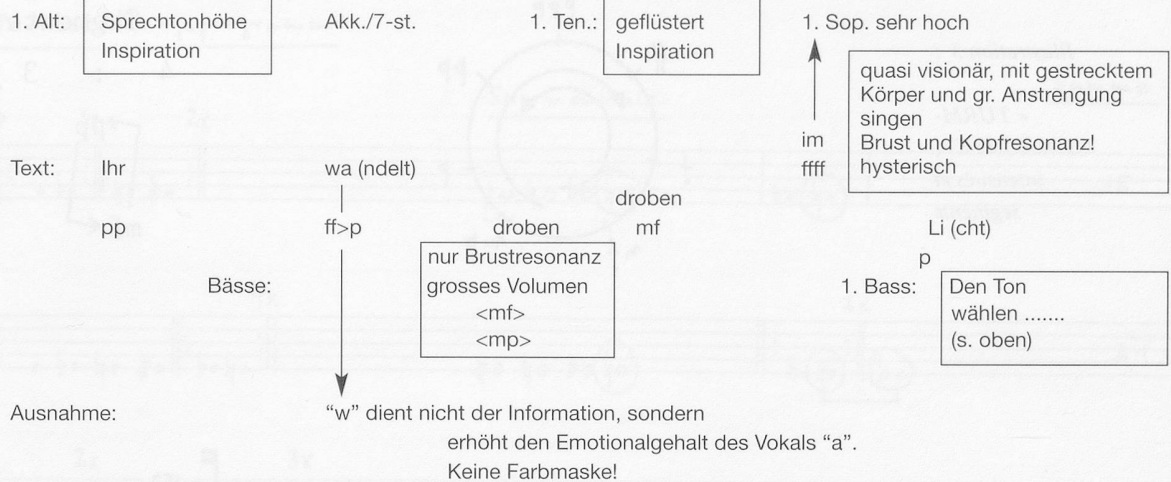 1. Alt: Sprechtonhöhe Akk./7-st. 1. Ten.: geflüstert 1. Sop. sehr hoch
Inspiration Inspiration
quasi visionär, mit gestrecktem
Körper und gr. Anstrengung
singen
im Brust und Kopfresonanz!
Text: Ihr wa (ndelt) ffff hysterisch
droben
pp ff>p droben mf Li (cht)
nur Brustresonanz p
Bässe: grosses Volumen 1. Bass: Den Ton
<mf> wählen .......
<mp> (s. oben)
Ausnahme: “w” dient nicht der Information, sondern
erhöht den Emotionalgehalt des Vokals “a”.
Keine Farbmaske!